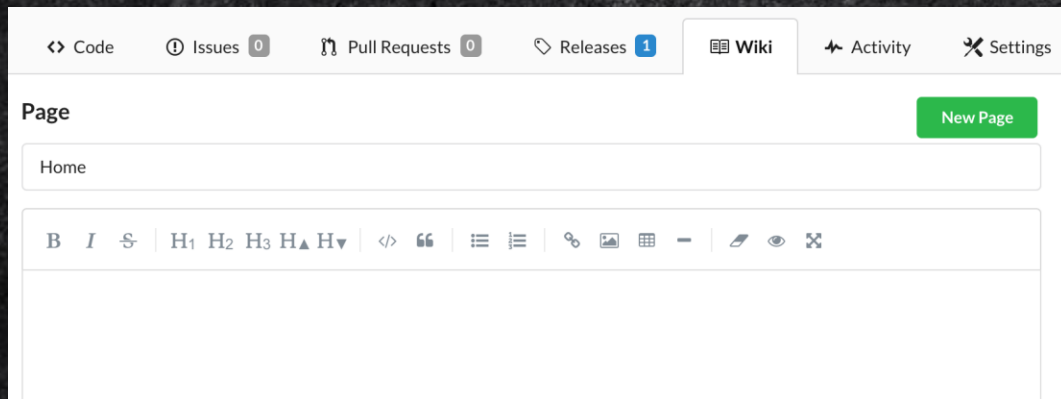 Code Issues 0 Pull Requests 0 Releases 1 Wiki Activity Settings
Page New Page
Home
B I S H1 H2 H3 H▲ H▼